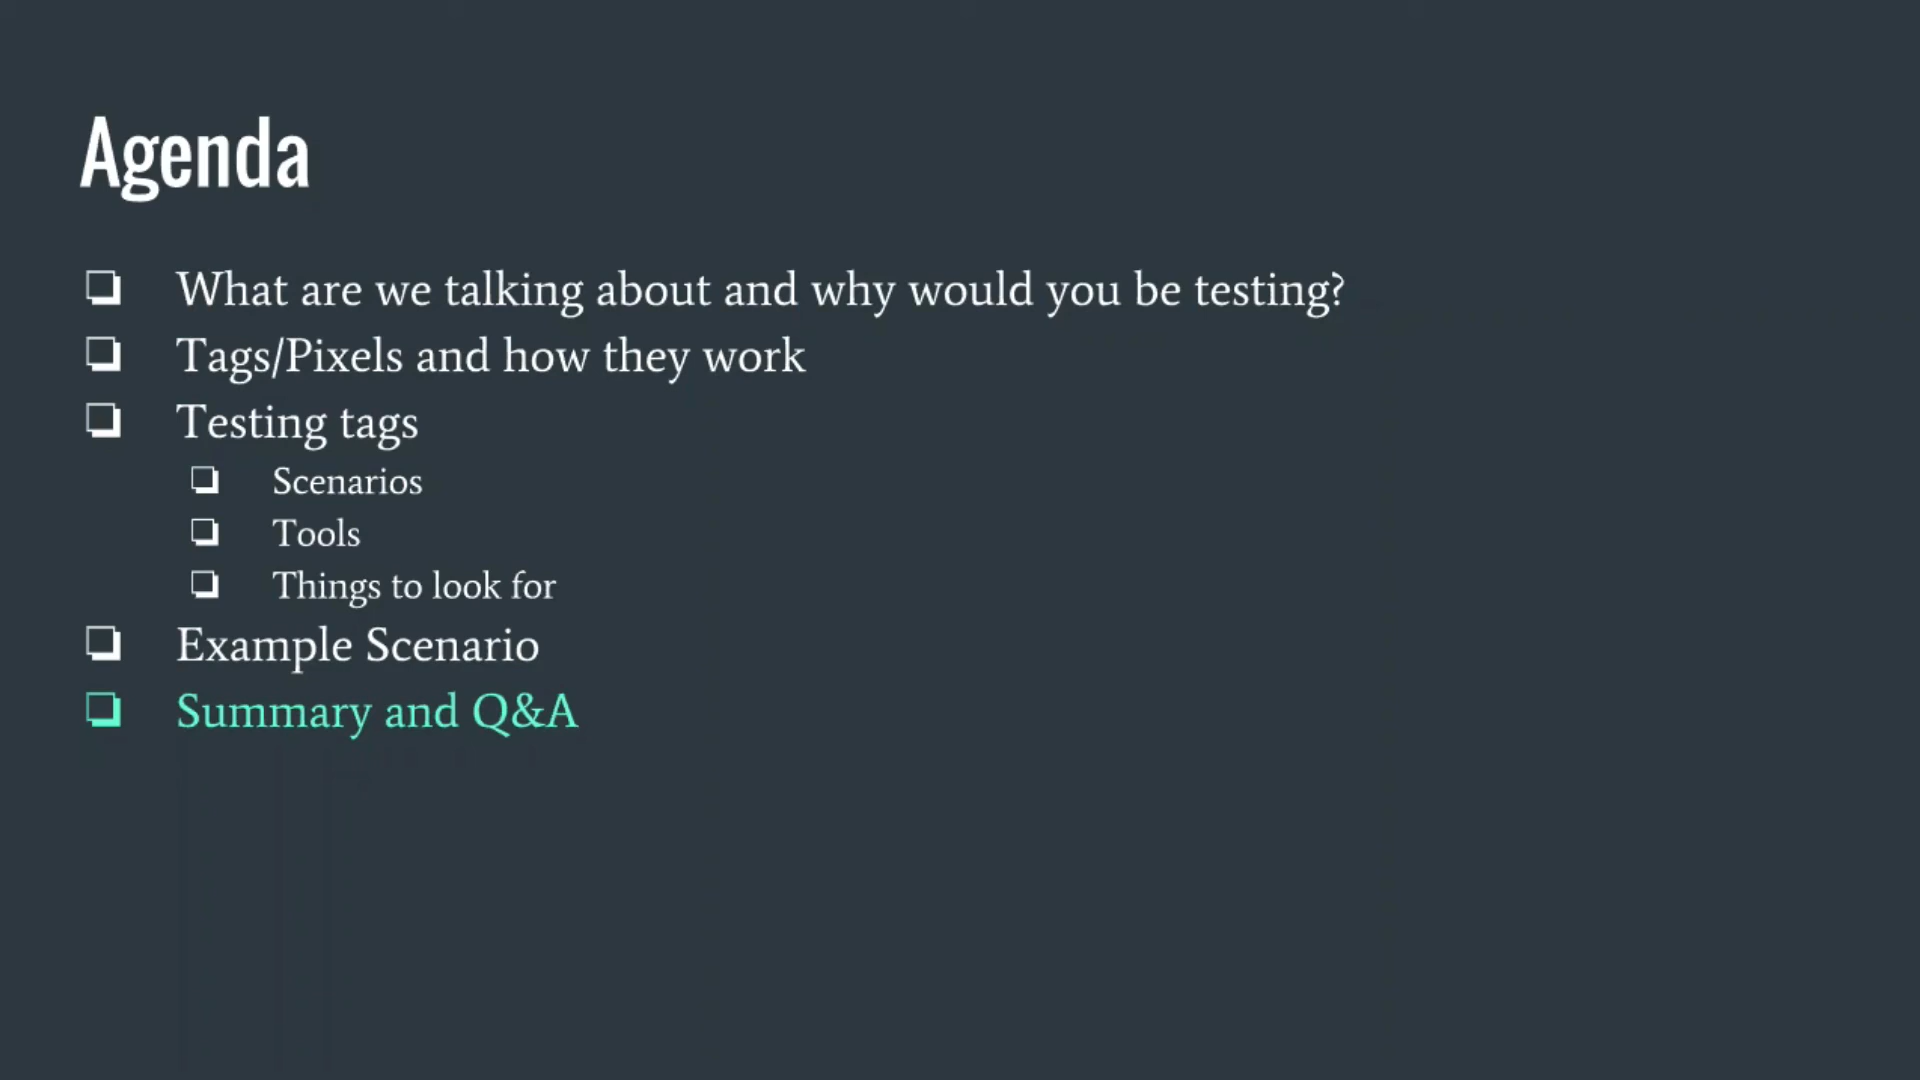 Agenda
❏ What are we talking about and why would you be testing?
❏ Tags/Pixels and how they work
❏ Testing tags
❏ Scenarios
❏ Tools
❏ Things to look for
❏ Example Scenario
❏ Summary and Q&A